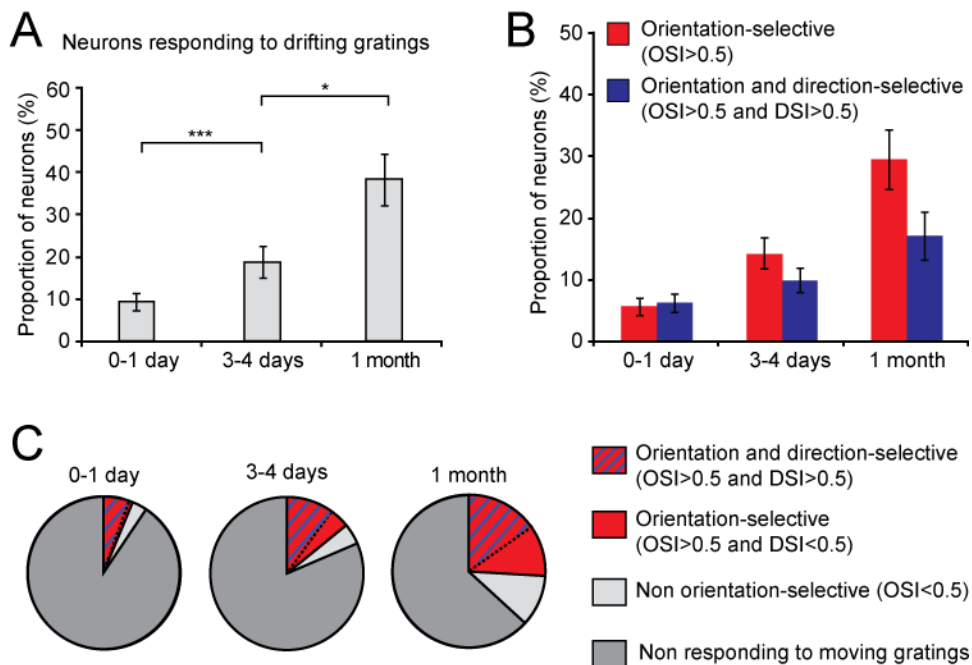 A
Neurons responding to drifting gratings
Proportion of neurons (%)
60
50
40
30
20
10
0
***
*
0-1 day
3-4 days
1 month
B
Proportion of neurons (%)
50
40
30
20
10
0
Orientation-selective
(OSI>0.5)
Orientation and direction-selective
(OSI>0.5 and DSI>0.5)
0-1 day
3-4 days
1 month
C
0-1 day
3-4 days
1 month
Orientation and direction-selective
(OSI>0.5 and DSI>0.5)
Orientation-selective
(OSI>0.5 and DSI<0.5)
Non orientation-selective (OSI<0.5)
Non responding to moving gratings